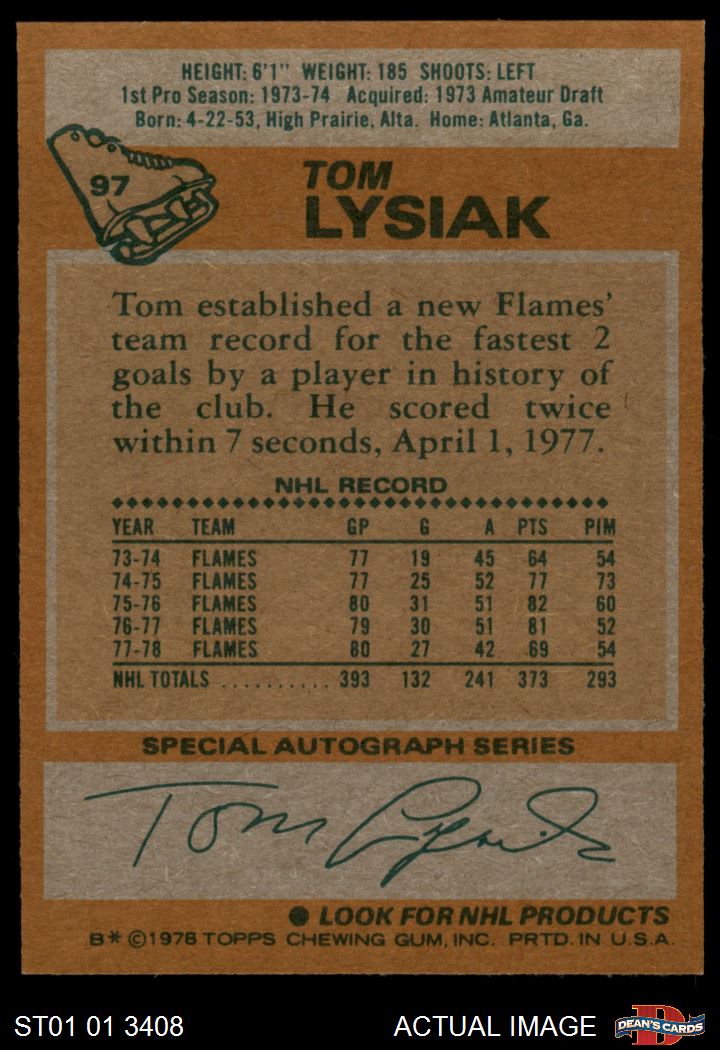 HEIGHT: 6'1" WEIGHT: 185 SHOOTS: LEFT
1st Pro Season: 1973-74 Acquired: 1973 Amateur Draft
Born: 4-22-53, High Prairie, Alta. Home: Atlanta, Ga.
97
TOM
LYSIAK
Tom established a new Flames'
team record for the fastest 2
goals by a player in history of
the club. He scored twice
within 7 seconds, April 1, 1977.
NHL RECORD
YEAR TEAM GP G A PTS PIM
73-74 FLAMES 77 19 45 64 54
74-75 FLAMES 77 25 52 77 73
75-76 FLAMES 80 31 51 82 60
76-77 FLAMES 79 30 51 81 52
77-78 FLAMES 80 27 42 69 54
NHL TOTALS .......... 393 132 241 373 293
SPECIAL AUTOGRAPH SERIES
Tom Lysiak
● LOOK FOR NHL PRODUCTS
B* ©1978 TOPPS CHEWING GUM, INC. PRTD. IN U.S.A.
ST01 01 3408 ACTUAL IMAGE D DEAN'S CARDS